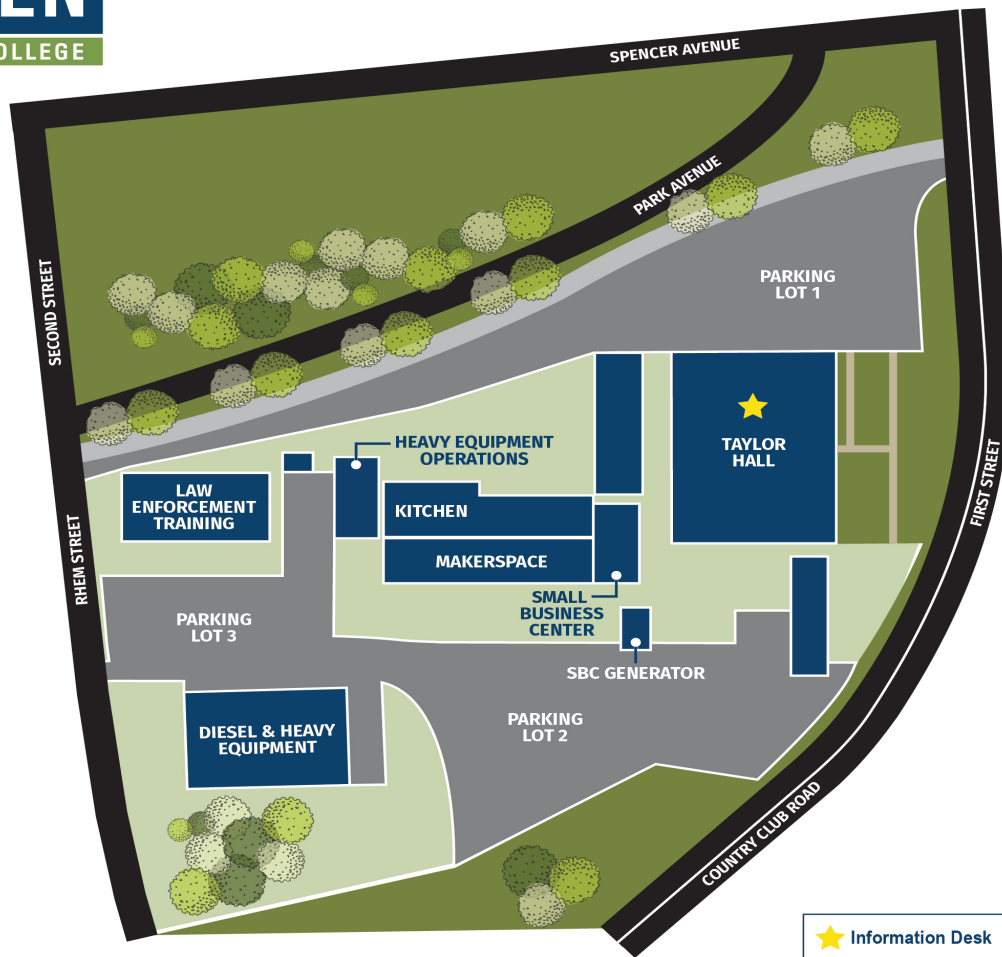 OLLEGE
SPENCER AVENUE
PARK AVENUE
SECOND STREET
PARKING
LOT 1
HEAVY EQUIPMENT
OPERATIONS
TAYLOR
HALL
LAW
ENFORCEMENT
TRAINING
KITCHEN
MAKERSPACE
FIRST STREET
RHEM STREET
SMALL
BUSINESS
CENTER
PARKING
LOT 3
SBC GENERATOR
DIESEL & HEAVY
EQUIPMENT
PARKING
LOT 2
COUNTRY CLUB ROAD
Information Desk